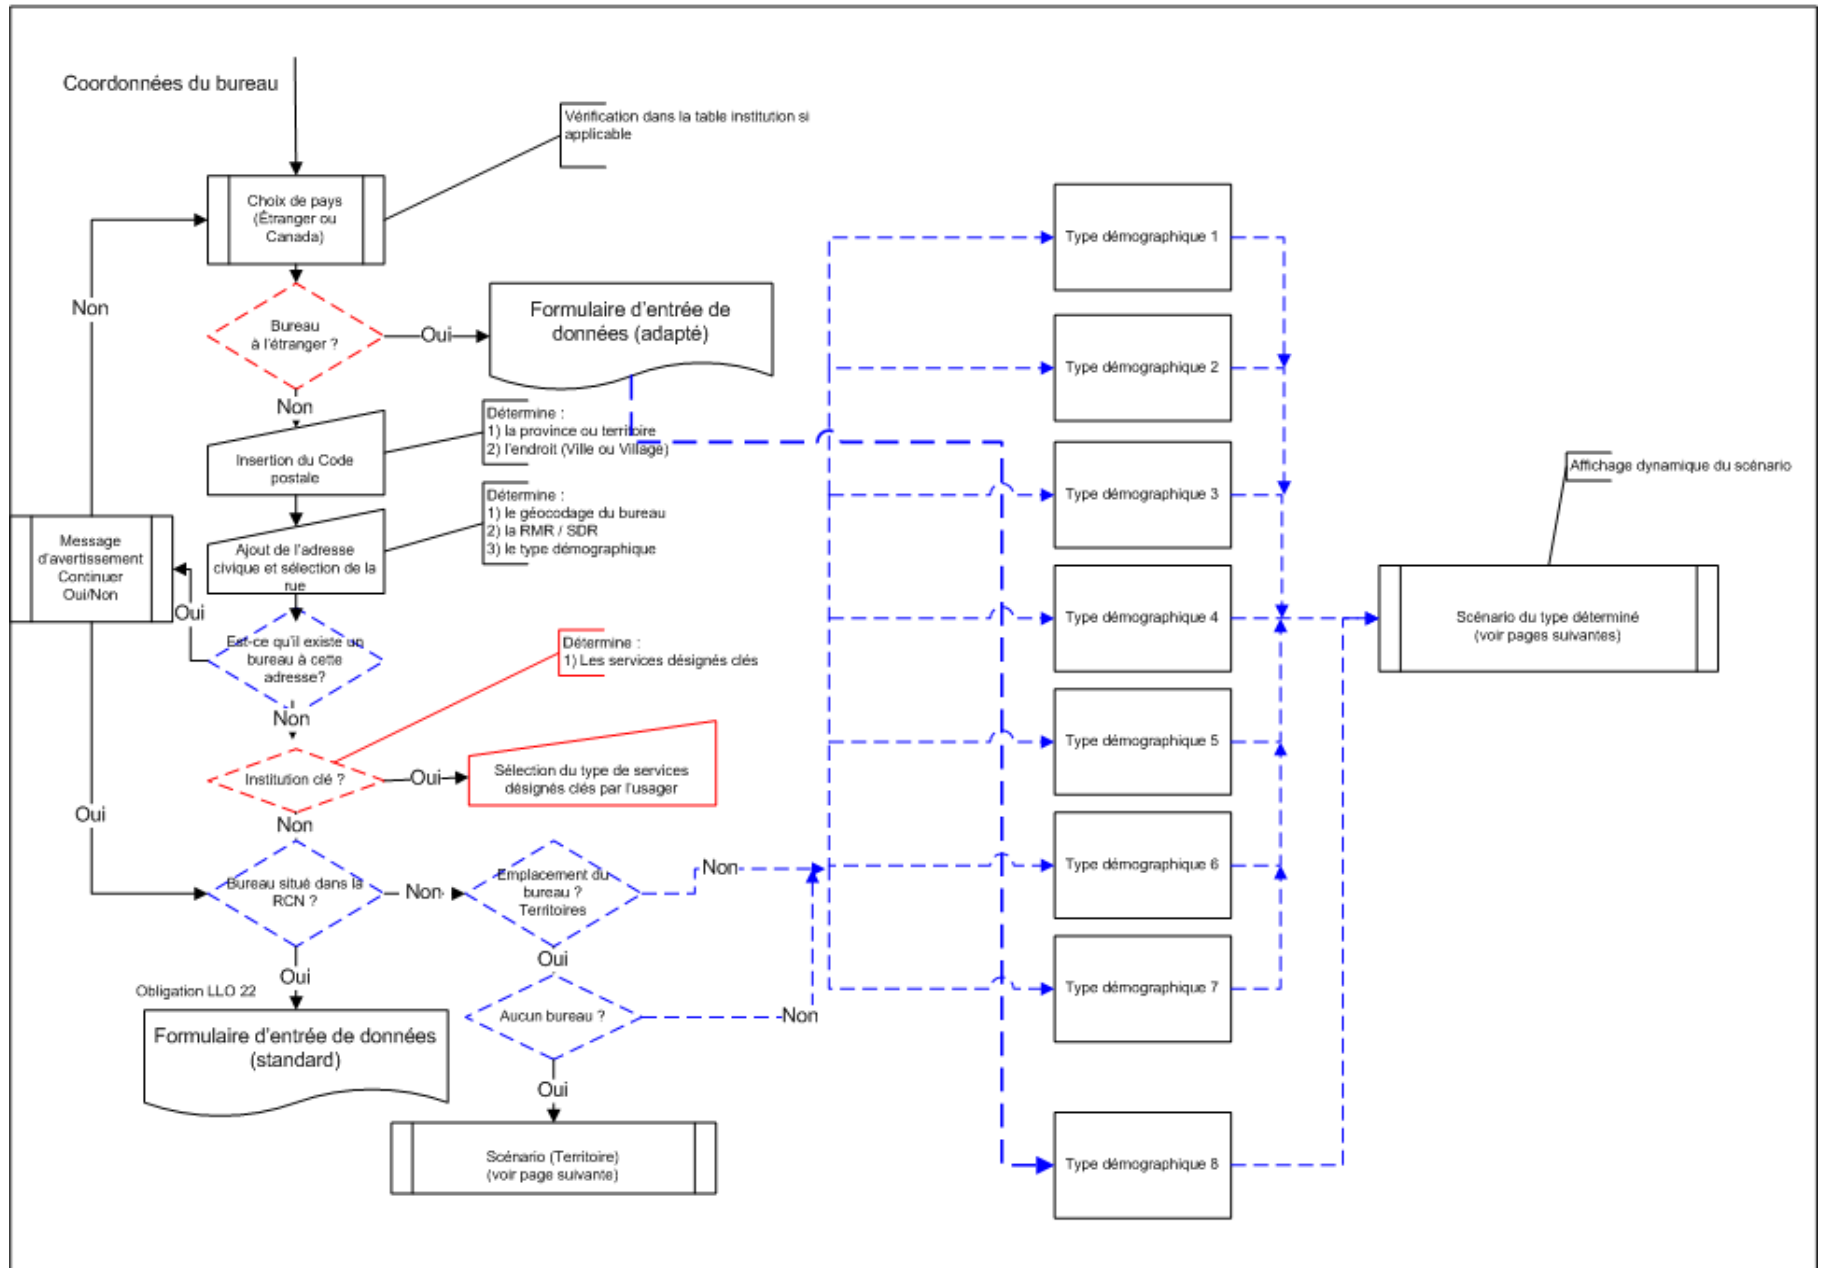 Coordonnées du bureau
Vérification dans la table institution si
applicable
Choix de pays
(Étranger ou
Canada)
Non
Bureau
à l'étranger ?
Oui
Formulaire d'entrée de
données (adapté)
Non
Insertion du Code
postale
Détermine :
1) la province ou territoire
2) l'endroit (Ville ou Village)
Ajout de l'adresse
civique et sélection de la
rue
Détermine :
1) le géocodage du bureau
2) la RMR / SDR
3) le type démographique
Message
d'avertissement
Continuer
Oui/Non
Oui
Est-ce qu'il existe un
bureau à cette
adresse?
Non
Détermine :
1) Les services désignés clés
Institution clé ?
Oui
Sélection du type de services
désignés clés par l'usager
Non
Oui
Bureau situé dans la
RCN ?
Non
Emplacement du
bureau ?
Territoires
Non
Oui
Oui
Obligation LLO 22
Formulaire d'entrée de données
(standard)
Aucun bureau ?
Non
Oui
Scénario (Territoire)
(voir page suivante)
Type démographique 1
Type démographique 2
Type démographique 3
Type démographique 4
Type démographique 5
Type démographique 6
Type démographique 7
Type démographique 8
Affichage dynamique du scénario
Scénario du type déterminé
(voir pages suivantes)